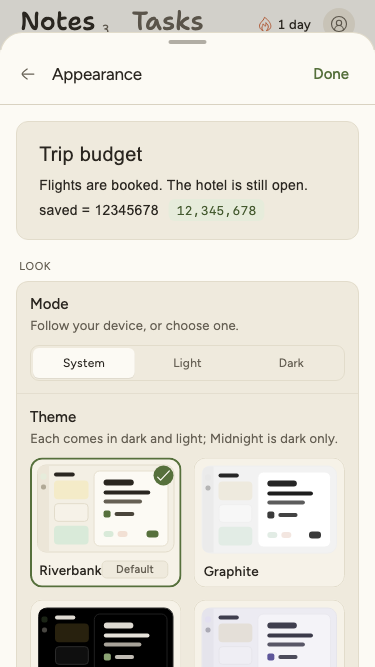 Notes 3 Tasks 1 day
Appearance Done
Trip budget
Flights are booked. The hotel is still open.
saved = 12345678 12,345,678
LOOK
Mode
Follow your device, or choose one.
System Light Dark
Theme
Each comes in dark and light; Midnight is dark only.
Riverbank Default Graphite